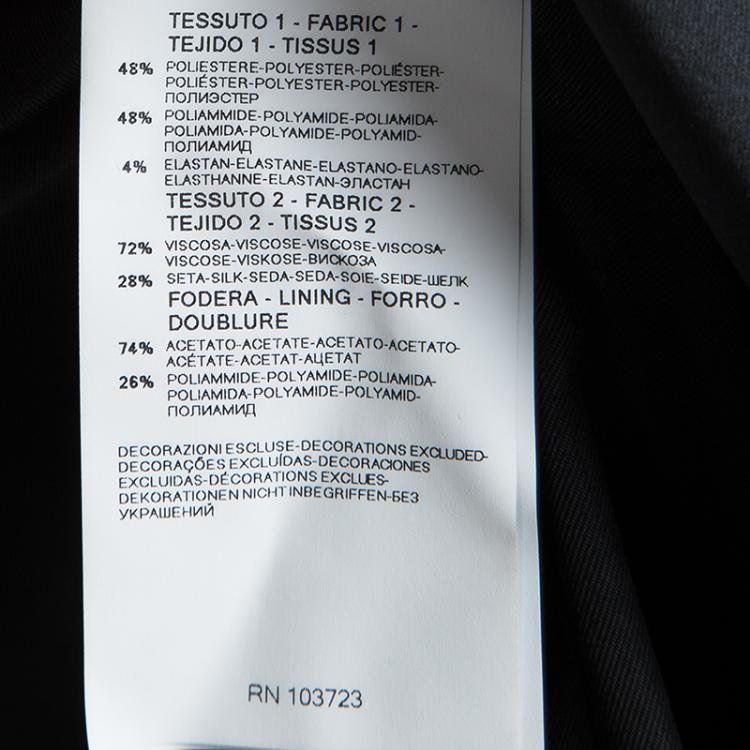 TESSUTO 1 - FABRIC 1 -
TEJIDO 1 - TISSUS 1
48% POLIESTERE-POLYESTER-POLIÉSTER-
POLIÉSTER-POLYESTER-POLYESTER-
ПОЛИЭСТЕР
48% POLIAMMIDE-POLYAMIDE-POLIAMIDA-
POLIAMIDA-POLYAMIDE-POLYAMID-
ПОЛИАМИД
4% ELASTAN-ELASTANE-ELASTANO-ELASTANO-
ELASTHANNE-ELASTAN-ЭЛАСТАН
TESSUTO 2 - FABRIC 2 -
TEJIDO 2 - TISSUS 2
72% VISCOSA-VISCOSE-VISCOSE-VISCOSA-
VISCOSE-VISKOSE-ВИСКОЗА
28% SETA-SILK-SEDA-SEDA-SOIE-SEIDE-ШЕЛК
FODERA - LINING - FORRO -
DOUBLURE
74% ACETATO-ACETATE-ACETATO-ACETATO-
ACÉTATE-ACETAT-АЦЕТАТ
26% POLIAMMIDE-POLYAMIDE-POLIAMIDA-
POLIAMIDA-POLYAMIDE-POLYAMID-
ПОЛИАМИД
DECORAZIONI ESCLUSE-DECORATIONS EXCLUDED-
DECORAÇÕES EXCLUÍDAS-DECORACIONES
EXCLUIDAS-DÉCORATIONS EXCLUES-
DEKORATIONEN NICHT INBEGRIFFEN-БЕЗ
УКРАШЕНИЙ
RN 103723